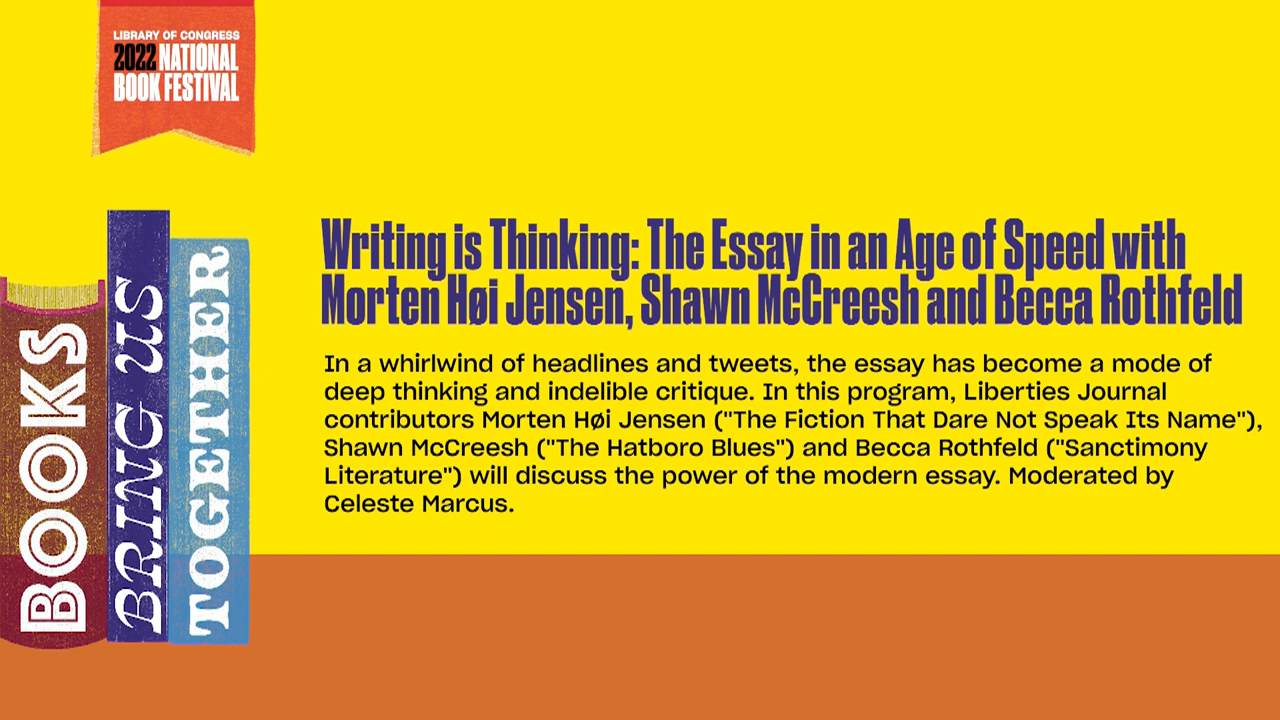 LIBRARY OF CONGRESS
2022 NATIONAL
BOOK FESTIVAL
BOOKS
BRING US
TOGETHER
Writing is Thinking: The Essay in an Age of Speed with
Morten Høi Jensen, Shawn McCreesh and Becca Rothfeld
In a whirlwind of headlines and tweets, the essay has become a mode of
deep thinking and indelible critique. In this program, Liberties Journal
contributors Morten Høi Jensen ("The Fiction That Dare Not Speak Its Name"),
Shawn McCreesh ("The Hatboro Blues") and Becca Rothfeld ("Sanctimony
Literature") will discuss the power of the modern essay. Moderated by
Celeste Marcus.